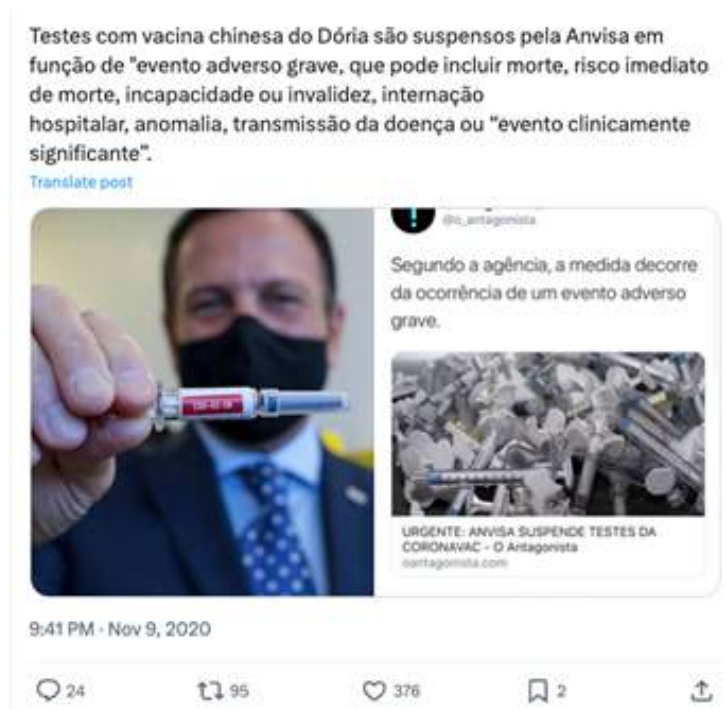 Testes com vacina chinesa do Dória são suspensos pela Anvisa em
função de "evento adverso grave, que pode incluir morte, risco imediato
de morte, incapacidade ou invalidez, internação
hospitalar, anomalia, transmissão da doença ou “evento clinicamente
significante”.
Translate post
@o_antagonista
Segundo a agência, a medida decorre
da ocorrência de um evento adverso
grave.
URGENTE: ANVISA SUSPENDE TESTES DA
CORONAVAC - O Antagonista
oantagonista.com
9:41 PM · Nov 9, 2020
24
95
376
2